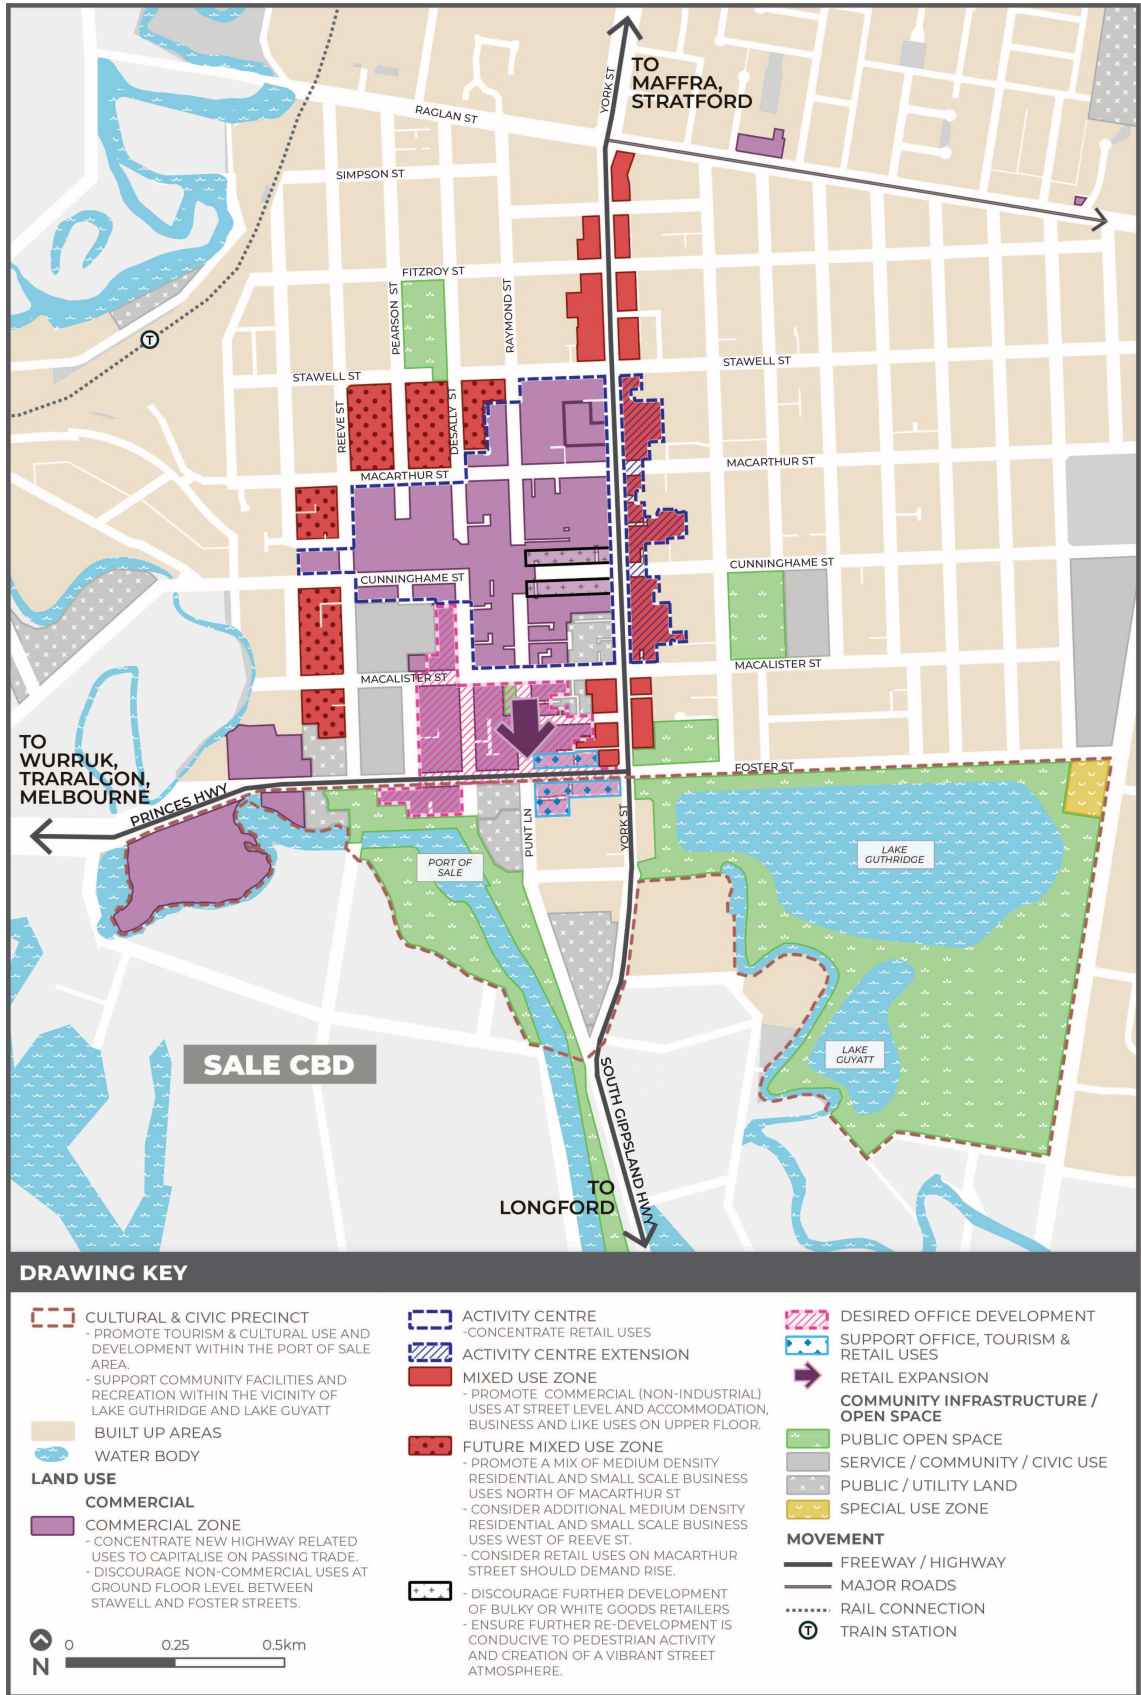 TO
MAFFRA,
STRATFORD
YORK ST
RAGLAN ST
SIMPSON ST
FITZROY ST
PEARSON ST
RAYMOND ST
STAWELL ST
STAWELL ST
REEVE ST
DESALLY ST
MACARTHUR ST
MACARTHUR ST
CUNNINGHAME ST
CUNNINGHAME ST
MACALISTER ST
MACALISTER ST
TO
WURRUK,
TRARALGON,
MELBOURNE
PRINCES HWY
FOSTER ST
PUNT LN
YORK ST
PORT OF
SALE
LAKE
GUTHRIDGE
LAKE
GUYATT
SALE CBD
SOUTH GIPPSLAND HWY
TO
LONGFORD
T
DRAWING KEY
CULTURAL & CIVIC PRECINCT
- PROMOTE TOURISM & CULTURAL USE AND
DEVELOPMENT WITHIN THE PORT OF SALE
AREA.
- SUPPORT COMMUNITY FACILITIES AND
RECREATION WITHIN THE VICINITY OF
LAKE GUTHRIDGE AND LAKE GUYATT
BUILT UP AREAS
WATER BODY
LAND USE
COMMERCIAL
COMMERCIAL ZONE
- CONCENTRATE NEW HIGHWAY RELATED
USES TO CAPITALISE ON PASSING TRADE.
- DISCOURAGE NON-COMMERCIAL USES AT
GROUND FLOOR LEVEL BETWEEN
STAWELL AND FOSTER STREETS.
N
0 0.25 0.5km
ACTIVITY CENTRE
-CONCENTRATE RETAIL USES
ACTIVITY CENTRE EXTENSION
MIXED USE ZONE
- PROMOTE COMMERCIAL (NON-INDUSTRIAL)
USES AT STREET LEVEL AND ACCOMMODATION,
BUSINESS AND LIKE USES ON UPPER FLOOR.
FUTURE MIXED USE ZONE
- PROMOTE A MIX OF MEDIUM DENSITY
RESIDENTIAL AND SMALL SCALE BUSINESS
USES NORTH OF MACARTHUR ST
- CONSIDER ADDITIONAL MEDIUM DENSITY
RESIDENTIAL AND SMALL SCALE BUSINESS
USES WEST OF REEVE ST.
- CONSIDER RETAIL USES ON MACARTHUR
STREET SHOULD DEMAND RISE.
- DISCOURAGE FURTHER DEVELOPMENT
OF BULKY OR WHITE GOODS RETAILERS
- ENSURE FURTHER RE-DEVELOPMENT IS
CONDUCIVE TO PEDESTRIAN ACTIVITY
AND CREATION OF A VIBRANT STREET
ATMOSPHERE.
DESIRED OFFICE DEVELOPMENT
SUPPORT OFFICE, TOURISM &
RETAIL USES
RETAIL EXPANSION
COMMUNITY INFRASTRUCTURE /
OPEN SPACE
PUBLIC OPEN SPACE
SERVICE / COMMUNITY / CIVIC USE
PUBLIC / UTILITY LAND
SPECIAL USE ZONE
MOVEMENT
FREEWAY / HIGHWAY
MAJOR ROADS
RAIL CONNECTION
T TRAIN STATION